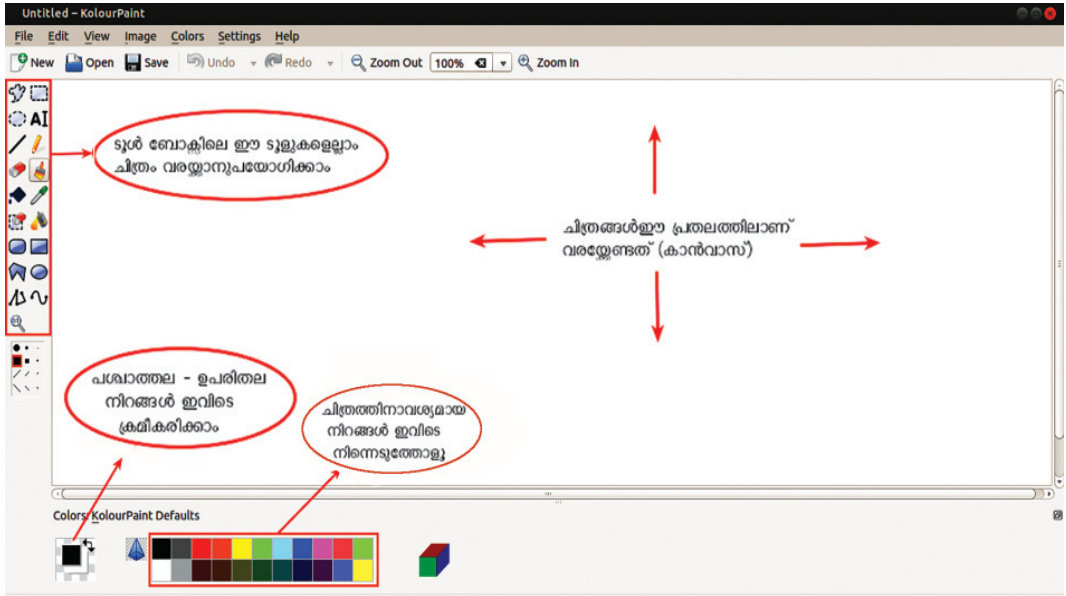 Untitled – KolourPaint
File Edit View Image Colors Settings Help
New Open Save Undo Redo Zoom Out 100% Zoom In
AI
ടൂൾ ബോക്സിലെ ഈ ടൂളുകളെല്ലാം
ചിത്രം വരയ്ക്കാനുപയോഗിക്കാം
ചിത്രങ്ങൾഈ പ്രതലത്തിലാണ്
വരയ്ക്കേണ്ടത് (കാൻവാസ്)
പശ്ചാത്തല - ഉപരിതല
നിറങ്ങൾ ഇവിടെ
ക്രമീകരിക്കാം
ചിത്രത്തിനാവശ്യമായ
നിറങ്ങൾ ഇവിടെ
നിന്നെടുത്തോളൂ
Colors: KolourPaint Defaults